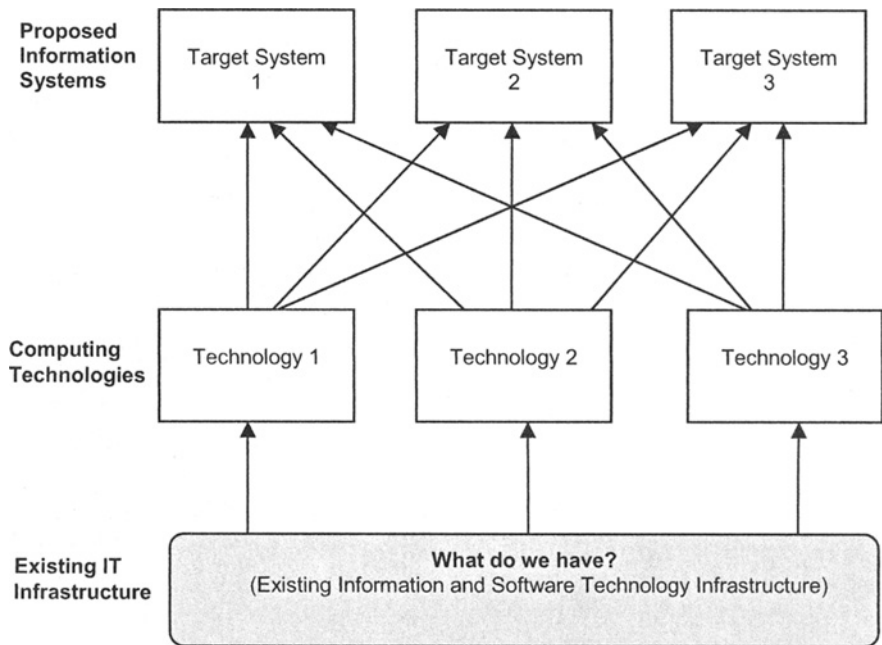 Proposed
Information
Systems
Target System
1
Target System
2
Target System
3
Computing
Technologies
Technology 1
Technology 2
Technology 3
Existing IT
Infrastructure
What do we have?
(Existing Information and Software Technology Infrastructure)